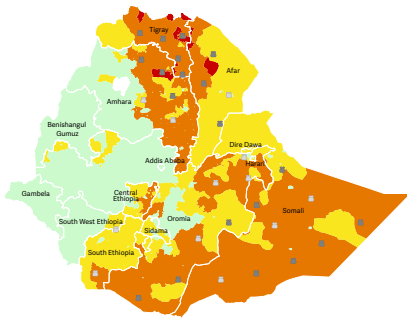 Tigray
Afar
Amhara
Benishangul
Gumuz
Dire Dawa
Addis Ababa
Harari
Gambela
Central
Ethiopia
Somali
Oromia
South West Ethiopia
Sidama
South Ethiopia